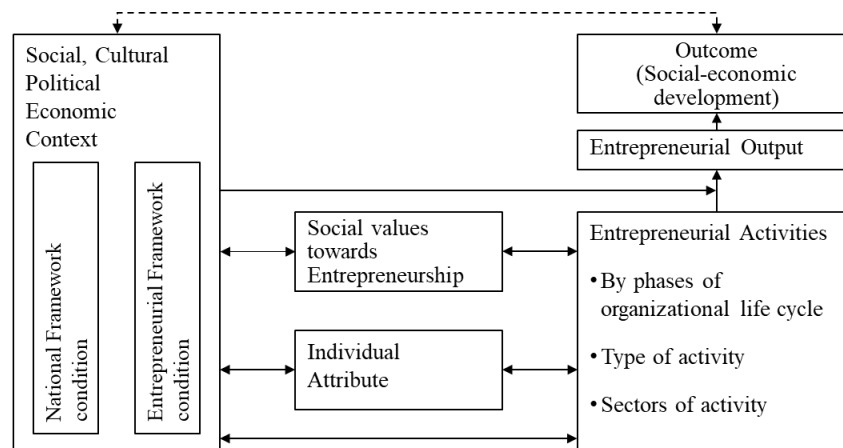 Social, Cultural
Political
Economic
Context
National Framework
condition
Entrepreneurial Framework
condition
Social values
towards
Entrepreneurship
Individual
Attribute
Outcome
(Social-economic
development)
Entrepreneurial Output
Entrepreneurial Activities
•By phases of
organizational life cycle
•Type of activity
•Sectors of activity